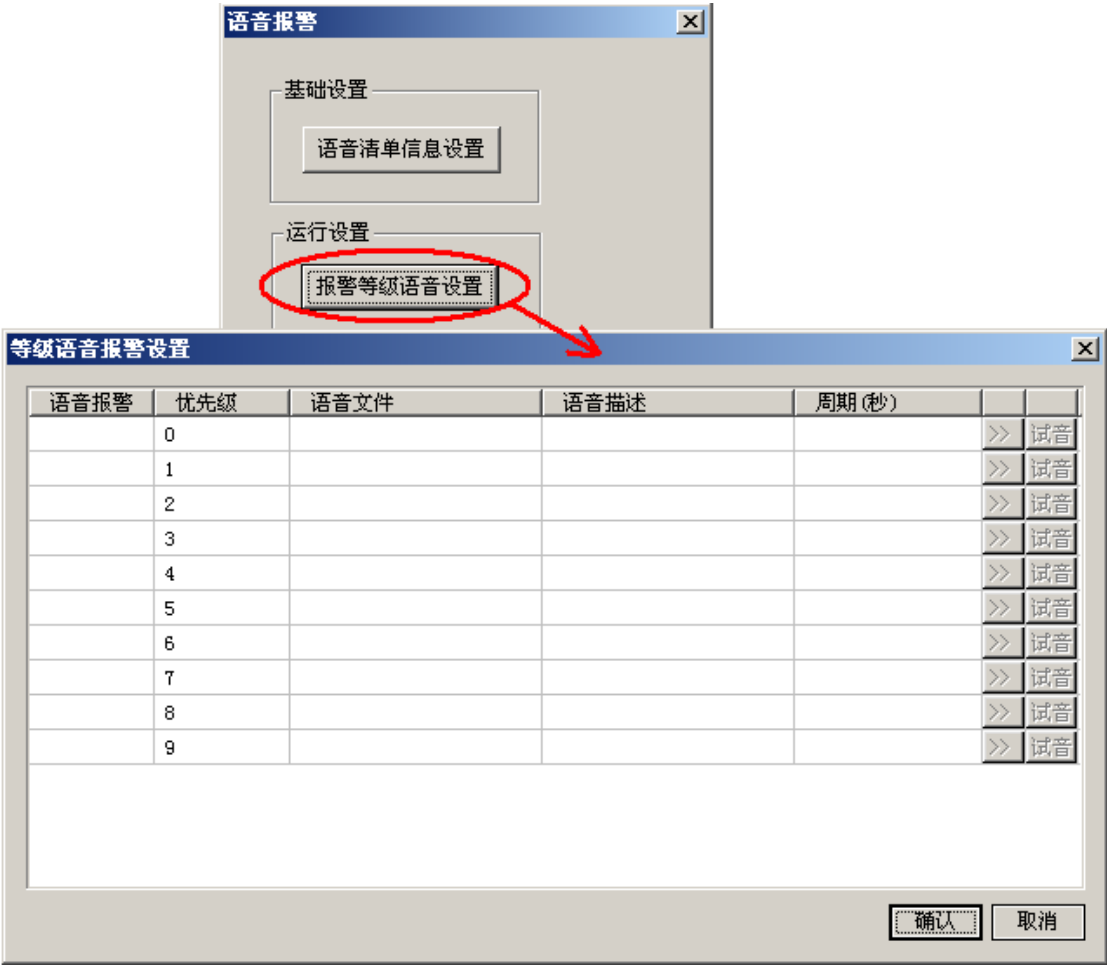 语音报警
基础设置
语音清单信息设置
运行设置
报警等级语音设置
等级语音报警设置
语音报警 优先级 语音文件 语音描述 周期(秒)
0 >> 试音
1 >> 试音
2 >> 试音
3 >> 试音
4 >> 试音
5 >> 试音
6 >> 试音
7 >> 试音
8 >> 试音
9 >> 试音
确认 取消